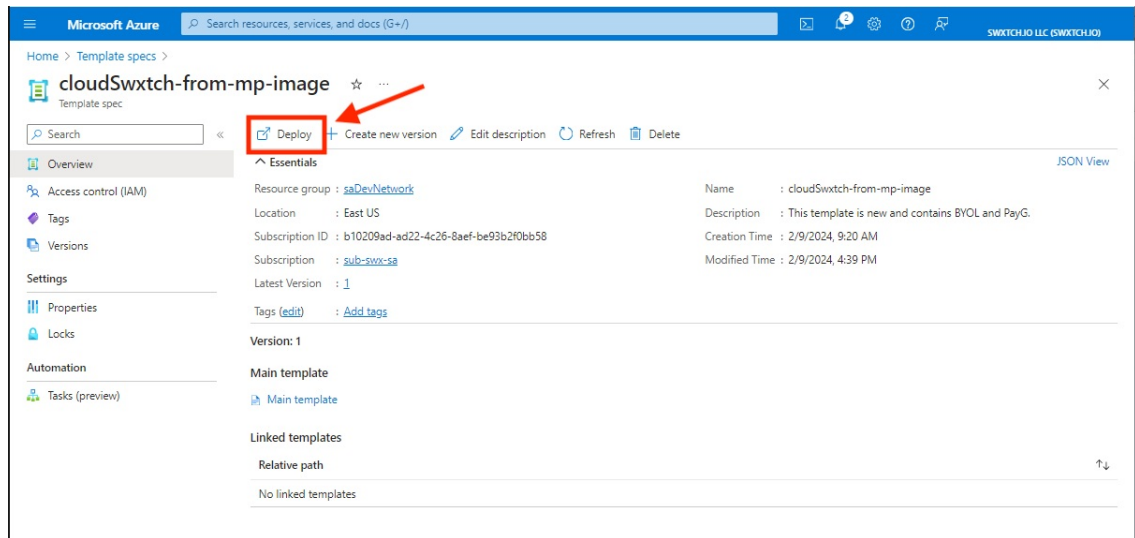 Microsoft Azure
Search resources, services, and docs (G+/)
2
SWXTCH.IO LLC (SWXTCH.IO)
Home > Template specs >
cloudSwxtch-from-mp-image
Template spec
Search
Deploy
Create new version
Edit description
Refresh
Delete
Overview
Access control (IAM)
Tags
Versions
Settings
Properties
Locks
Automation
Tasks (preview)
Essentials
JSON View
Resource group : saDevNetwork
Location : East US
Subscription ID : b10209ad-ad22-4c26-8aef-be93b2f0bb58
Subscription : sub-swx-sa
Latest Version : 1
Tags (edit) : Add tags
Name : cloudSwxtch-from-mp-image
Description : This template is new and contains BYOL and PayG.
Creation Time : 2/9/2024, 9:20 AM
Modified Time : 2/9/2024, 4:39 PM
Version: 1
Main template
Main template
Linked templates
Relative path
No linked templates